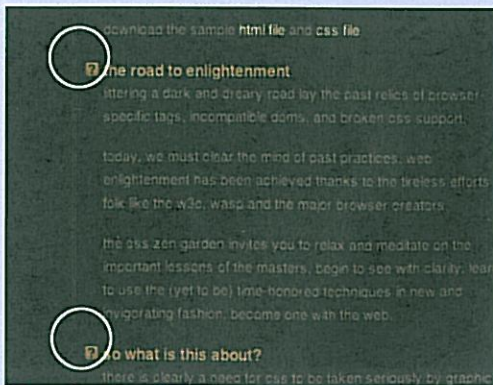 download the sample html file and css file
? the road to enlightenment
littering a dark and dreary road lay the past relics of browser-
specific tags, incompatible doms, and broken css support.
today, we must clear the mind of past practices. web
enlightenment has been achieved thanks to the tireless efforts
folk like the w3c, wasp and the major browser creators.
the css zen garden invites you to relax and meditate on the
important lessons of the masters. begin to see with clarity. lear
to use the (yet to be) time-honored techniques in new and
invigorating fashion. become one with the web.
? so what is this about?
there is clearly a need for css to be taken seriously by graphic